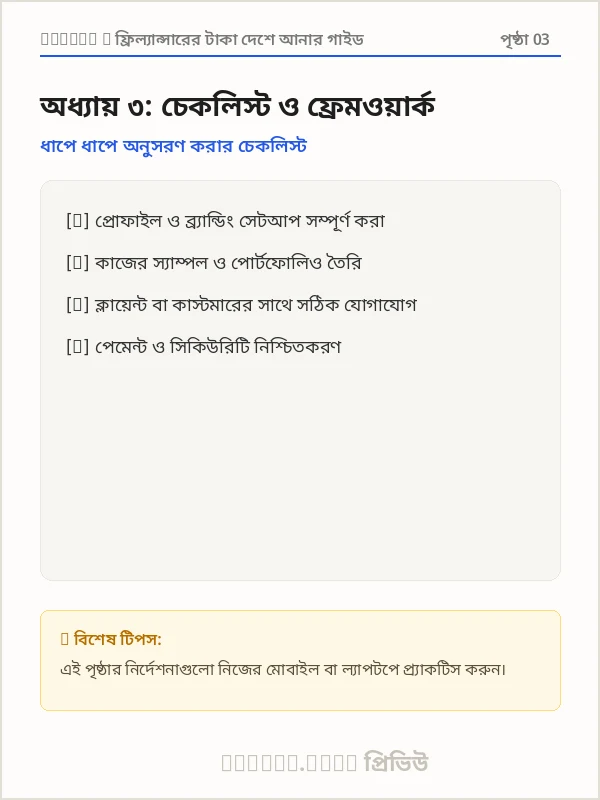 ফ্রিল্যান্সারের টাকা দেশে আনার গাইড
পৃষ্ঠা 03
অধ্যায় ৩: চেকলিস্ট ও ফ্রেমওয়ার্ক
ধাপে ধাপে অনুসরণ করার চেকলিস্ট
[] প্রোফাইল ও ব্র্যান্ডিং সেটআপ সম্পূর্ণ করা
[] কাজের স্যাম্পল ও পোর্টফোলিও তৈরি
[] ক্লায়েন্ট বা কাস্টমারের সাথে সঠিক যোগাযোগ
[] পেমেন্ট ও সিকিউরিটি নিশ্চিতকরণ
বিশেষ টিপস:
এই পৃষ্ঠার নির্দেশনাগুলো নিজের মোবাইল বা ল্যাপটপে প্র্যাকটিস করুন।
প্রিভিউ